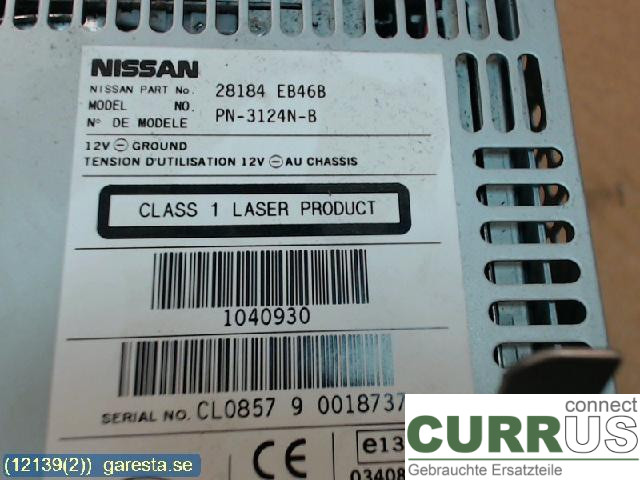 NISSAN
NISSAN PART No. 28184 EB46B
MODEL NO. PN-3124N-B
N° DE MODELE
12V ⊖ GROUND
TENSION D'UTILISATION 12V ⊖ AU CHASSIS
CLASS 1 LASER PRODUCT
1040930
SERIAL NO. CL0857 9 0018737
CE e13
03408
connect
CURRUS
Gebrauchte Ersatzteile
(12139(2)) garesta.se